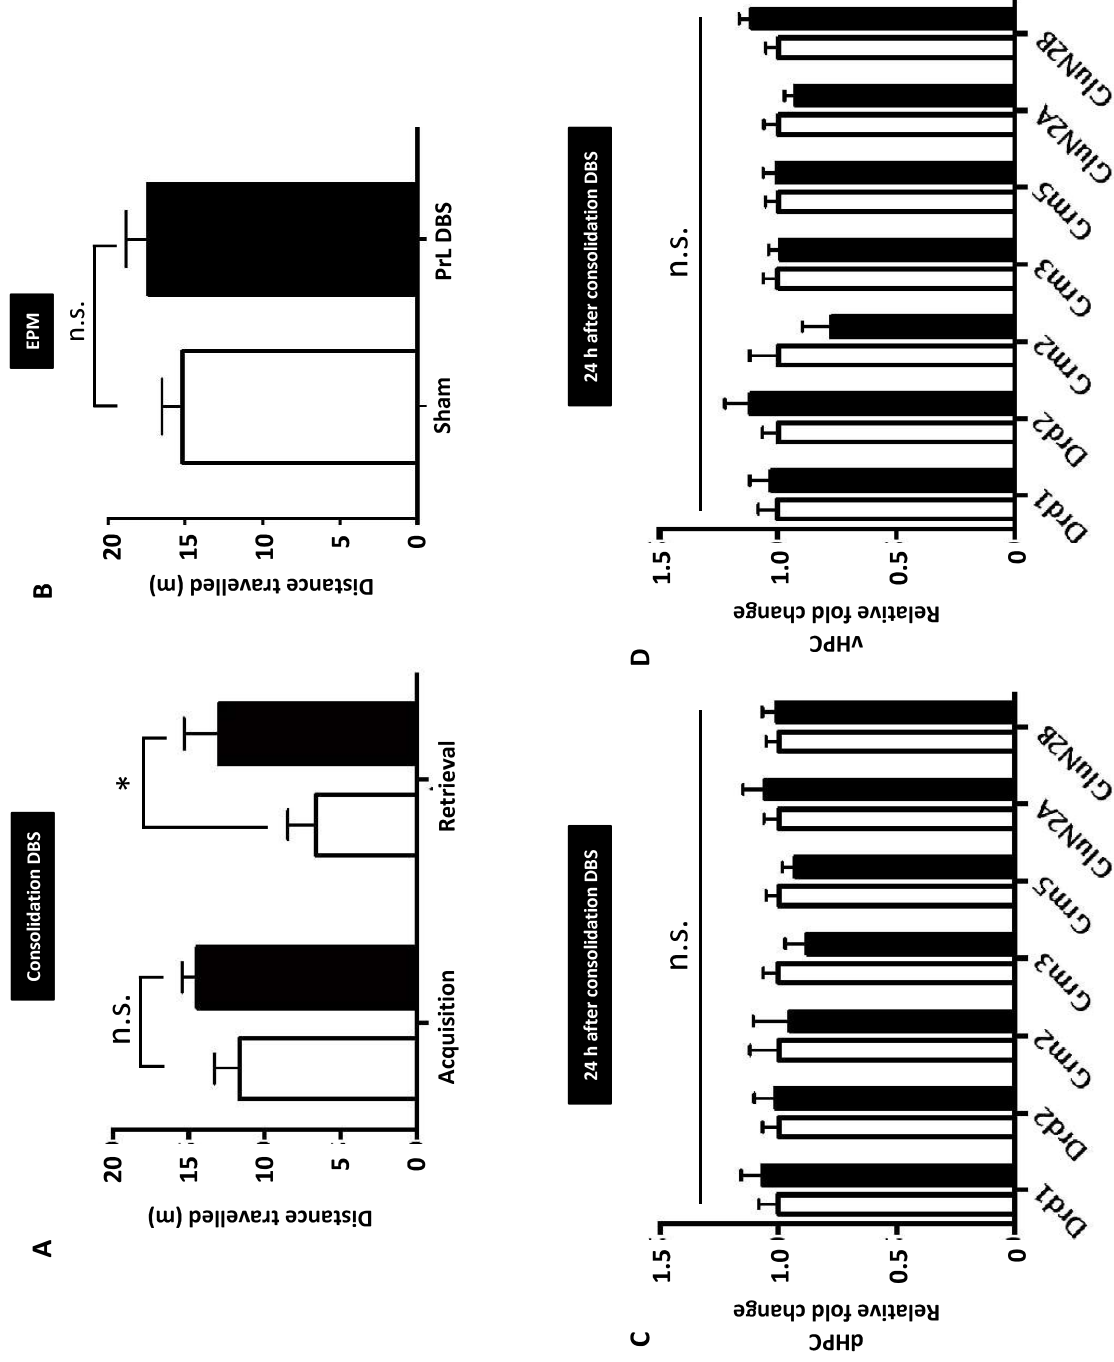 A
Consolidation DBS
Distance travelled (m)
20
15
10
5
0
n.s.
*
Acquisition
Retrieval
B
EPM
Distance travelled (m)
20
15
10
5
0
n.s.
Sham
PrL DBS
C
24 h after consolidation DBS
dHPC
Relative fold change
1.5
1.0
0.5
0
n.s.
Drd1
Drd2
Grm2
Grm3
Grm5
GluN2A
GluN2B
D
24 h after consolidation DBS
vHPC
Relative fold change
1.5
1.0
0.5
0
n.s.
Drd1
Drd2
Grm2
Grm3
Grm5
GluN2A
GluN2B